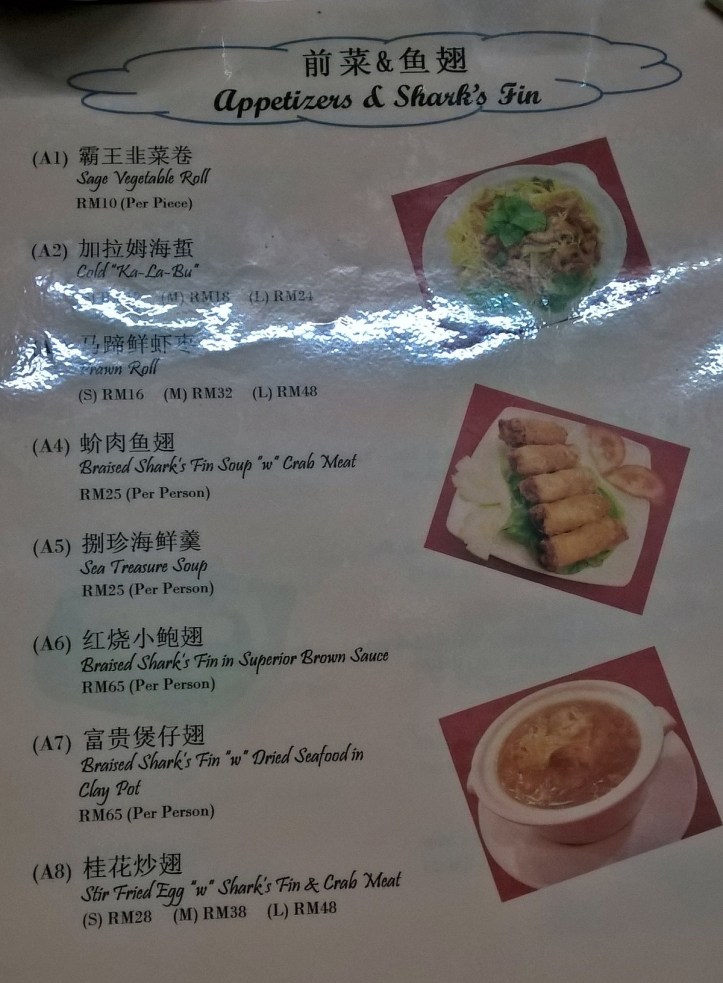 前菜&鱼翅
Appetizers & Shark's Fin
(A1) 霸王韭菜卷
Sage Vegetable Roll
RM10 (Per Piece)
(A2) 加拉姆海蜇
Cold "Ka-La-Bu"
(M) RM18 (L) RM24
马蹄鲜虾枣
Prawn Roll
(S) RM16 (M) RM32 (L) RM48
(A4) 蚧肉鱼翅
Braised Shark's Fin Soup "w" Crab Meat
RM25 (Per Person)
(A5) 捌珍海鲜羹
Sea Treasure Soup
RM25 (Per Person)
(A6) 红烧小鲍翅
Braised Shark's Fin in Superior Brown Sauce
RM65 (Per Person)
(A7) 富贵煲仔翅
Braised Shark's Fin "w" Dried Seafood in
Clay Pot
RM65 (Per Person)
(A8) 桂花炒翅
Stir Fried Egg "w" Shark's Fin & Crab Meat
(S) RM28 (M) RM38 (L) RM48